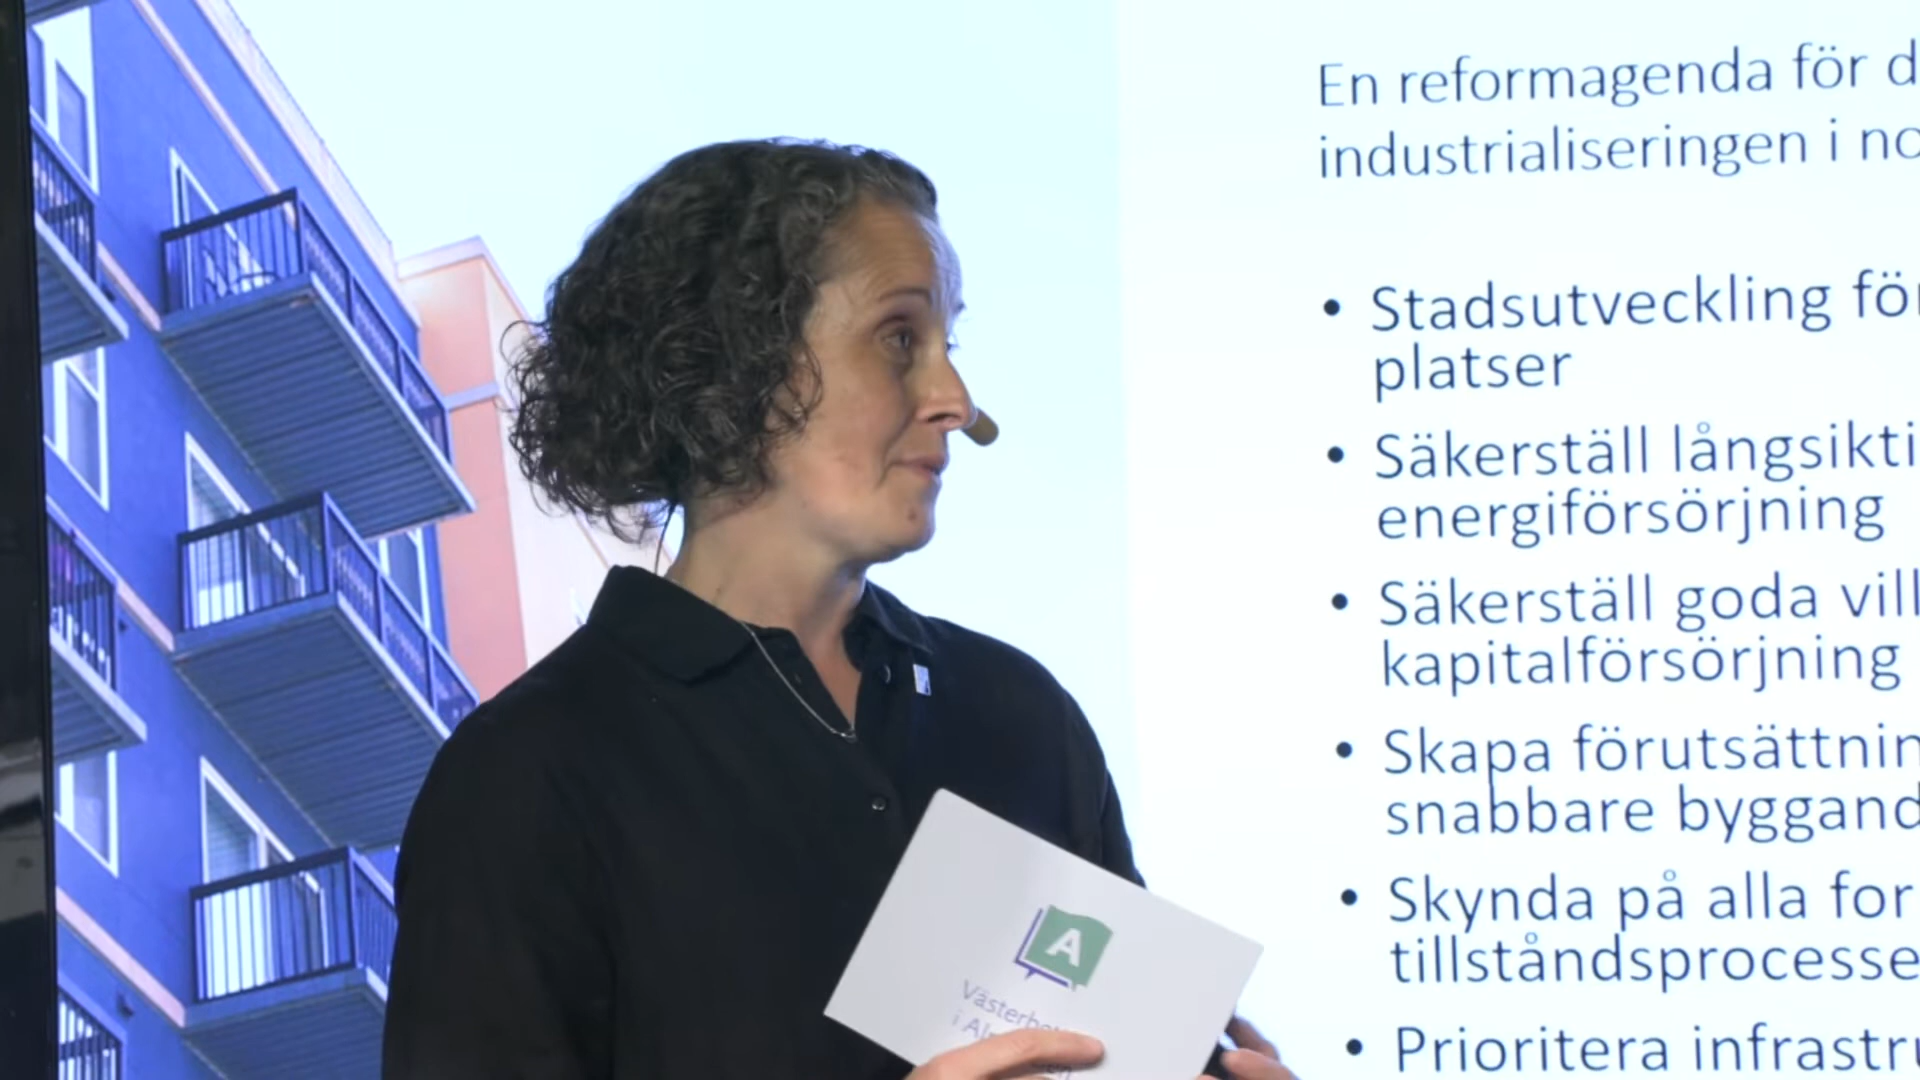 En reformagenda för d
industrialiseringen i no
• Stadsutveckling för
platser
• Säkerställ långsikti
energiförsörjning
• Säkerställ goda vill
kapitalförsörjning
• Skapa förutsättnin
snabbare byggand
• Skynda på alla for
tillståndsprocesse
• Prioritera infrastru
A
i